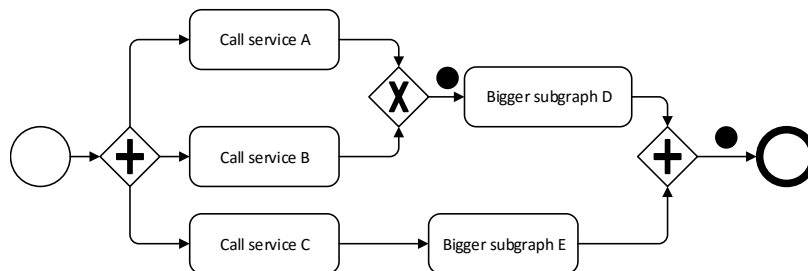 Call service A
Bigger subgraph D
Call service B
Call service C
Bigger subgraph E